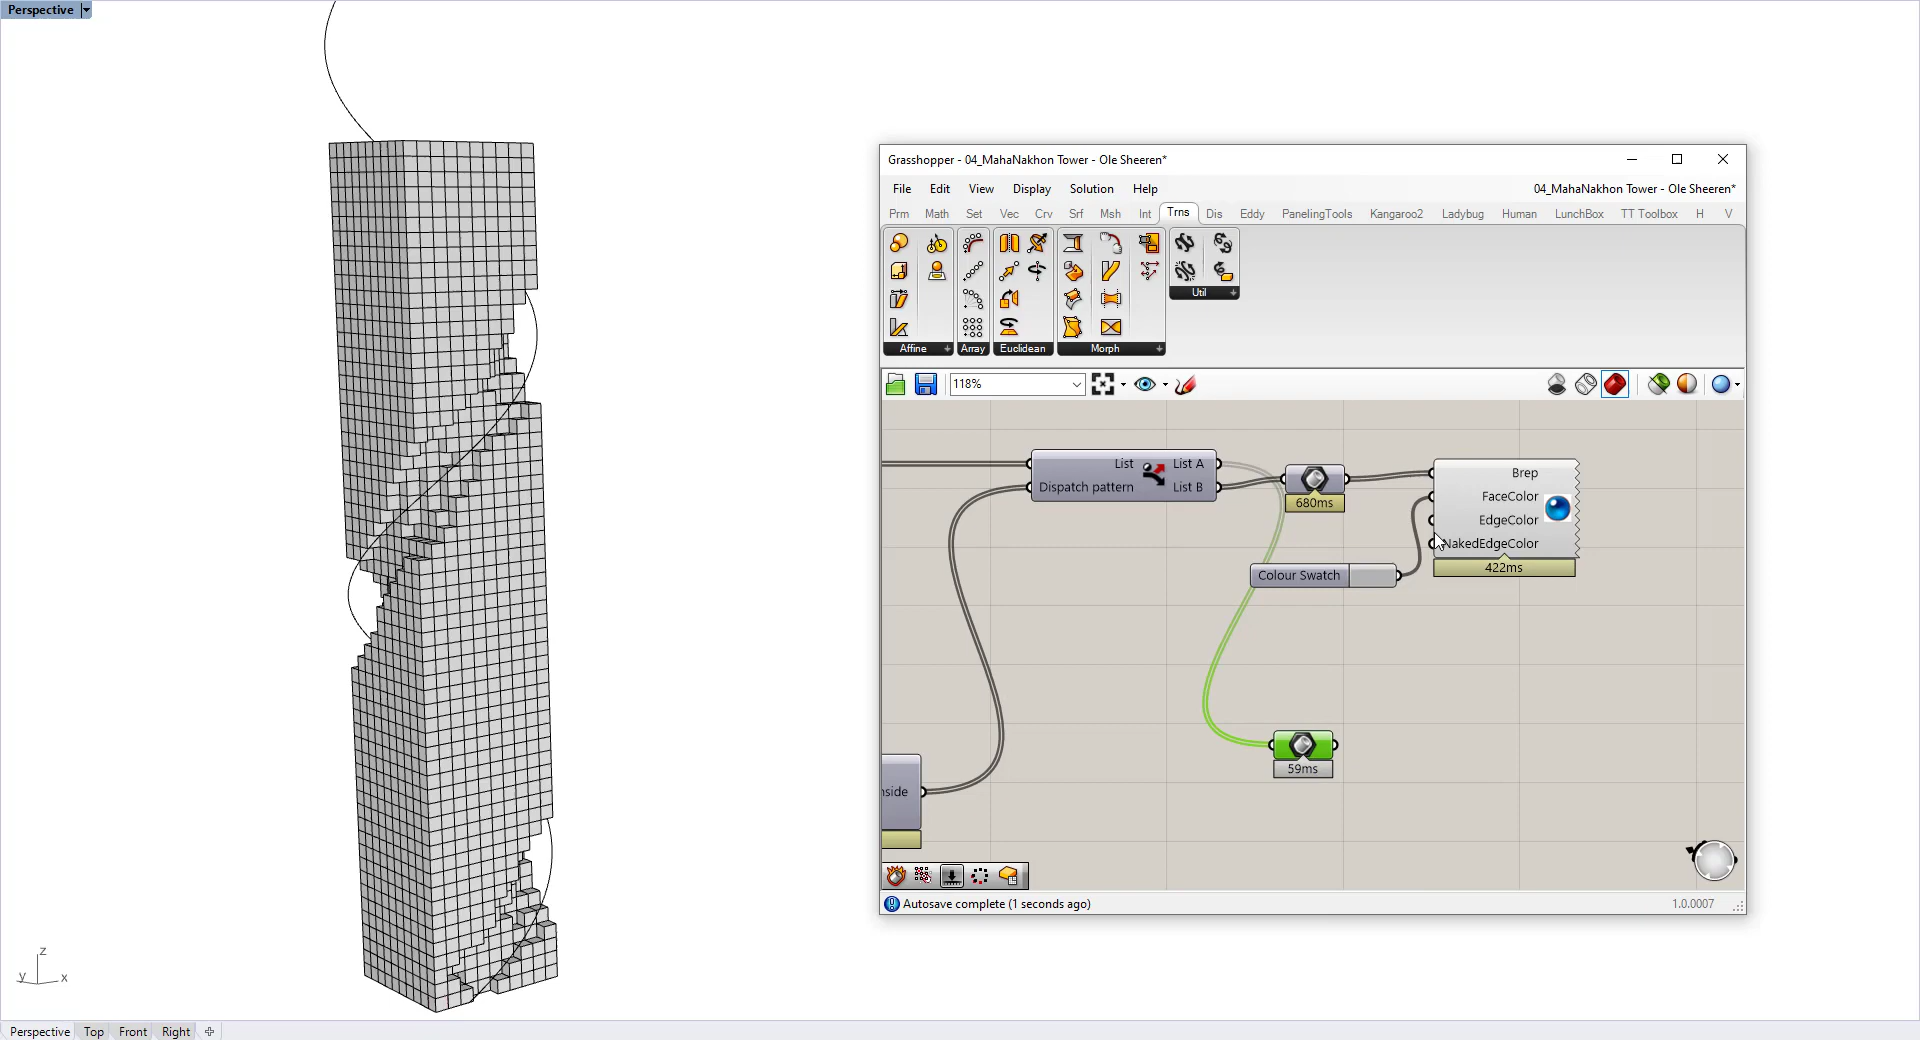 Perspective
Grasshopper - 04_MahaNakhon Tower - Ole Sheeren*
File Edit View Display Solution Help 04_MahaNakhon Tower - Ole Sheeren*
Prm Math Set Vec Crv Srf Msh Int Trns Dis Eddy PanelingTools Kangaroo2 Ladybug Human LunchBox TT Toolbox H V
Util
Affine Array Euclidean Morph
118%
List List A
Dispatch pattern List B
680ms
Brep
FaceColor
EdgeColor
NakedEdgeColor
422ms
Colour Swatch
59ms
nside
Autosave complete (1 seconds ago) 1.0.0007
z
y x
Perspective Top Front Right